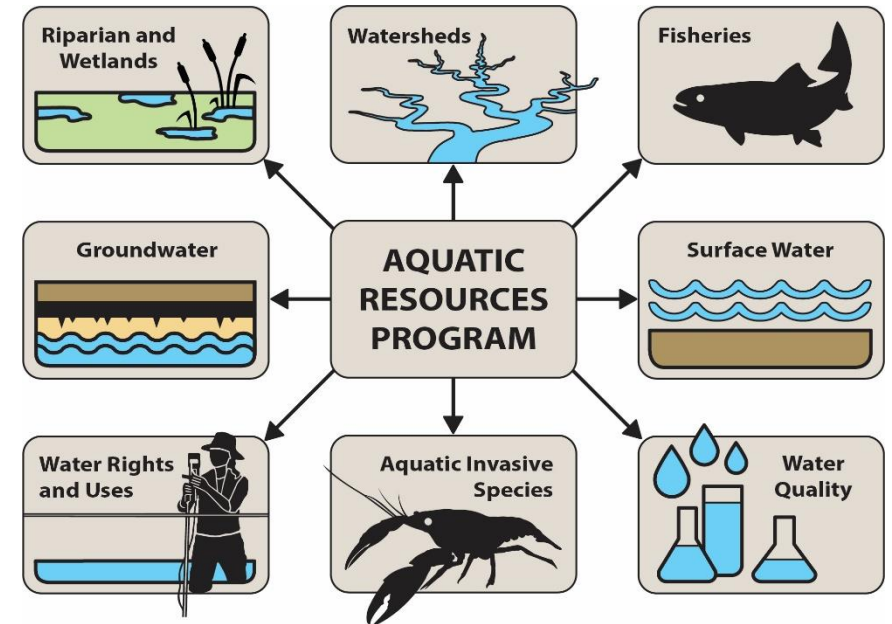 Riparian and
Wetlands
Watersheds
Fisheries
Groundwater
AQUATIC
RESOURCES
PROGRAM
Surface Water
Water Rights
and Uses
Aquatic Invasive
Species
Water
Quality